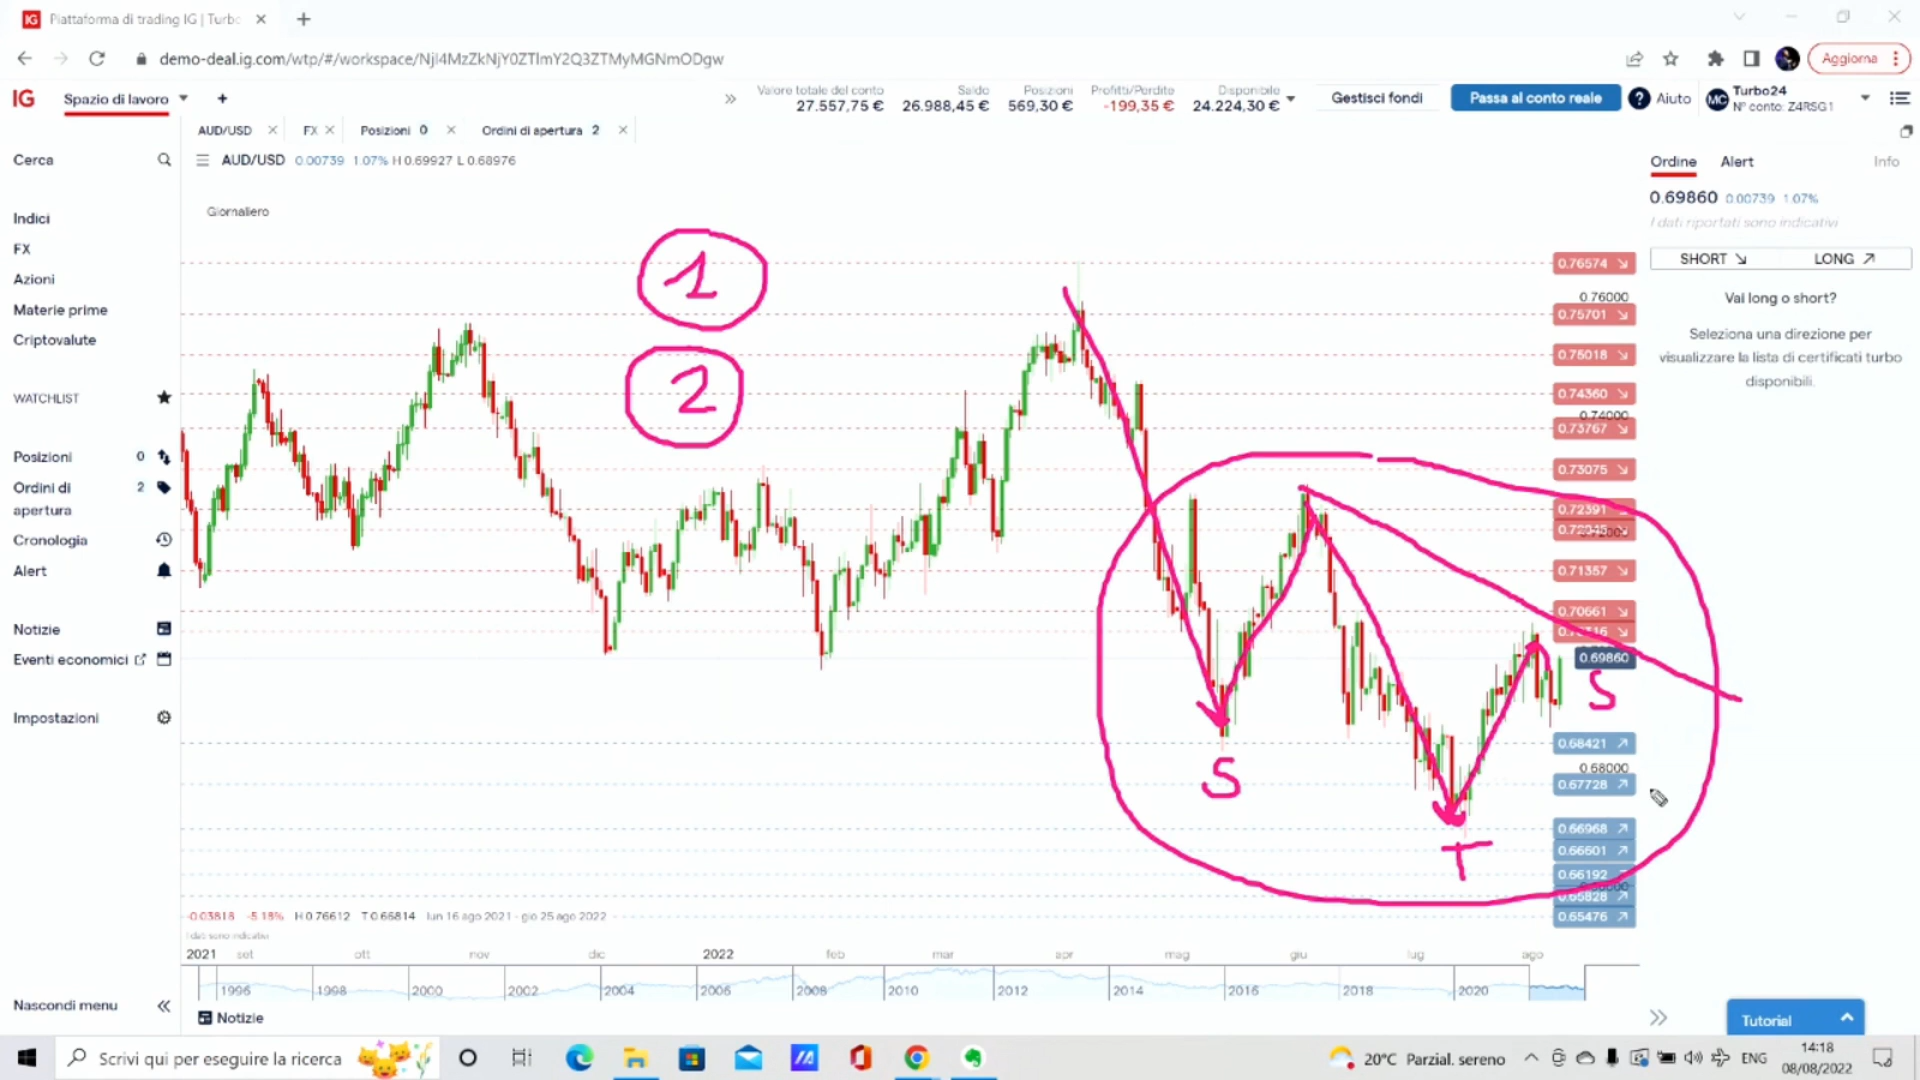 IG Piattaforma di trading IG | Turbo
demo-deal.ig.com/wtp/#/workspace/NjI4MzZkNjY0ZTlmY2Q3ZTMyMGNmODgw
Aggiorna
IG Spazio di lavoro
Valore totale del conto Saldo Posizioni Profitti/Perdite Disponibile
27.557,75 € 26.988,45 € 569,30 € -199,35 € 24.224,30 €
Gestisci fondi Passa al conto reale Aiuto MC Turbo24
N° conto: Z4RSG1
AUD/USD FX Posizioni 0 Ordini di apertura 2
Cerca
AUD/USD 0.00739 1.07% H 0.69927 L 0.68976
Giornaliero
Indici
FX
Azioni
Materie prime
Criptovalute
WATCHLIST
Posizioni 0
Ordini di apertura 2
Cronologia
Alert
Notizie
Eventi economici
Impostazioni
Nascondi menu
1
2
S
T
S
0.76574
0.76000
0.75701
0.75018
0.74360
0.74000
0.73767
0.73075
0.72391
0.71357
0.70661
0.69860
0.68421
0.68000
0.67728
0.66968
0.66601
0.66192
0.65828
0.65476
-0.03818 -5.18% H 0.76612 T 0.66814 lun 16 ago 2021 - gio 25 ago 2022
I dati sono indicativi
2021 set ott nov dic 2022 feb mar apr mag giu lug ago
1996 1998 2000 2002 2004 2006 2008 2010 2012 2014 2016 2018 2020
Notizie
Ordine Alert Info
0.69860 0.00739 1.07%
I dati riportati sono indicativi
SHORT LONG
Vai long o short?
Seleziona una direzione per
visualizzare la lista di certificati turbo
disponibili.
Tutorial
Scrivi qui per eseguire la ricerca
20°C Parzial. sereno
ENG
14:18
08/08/2022